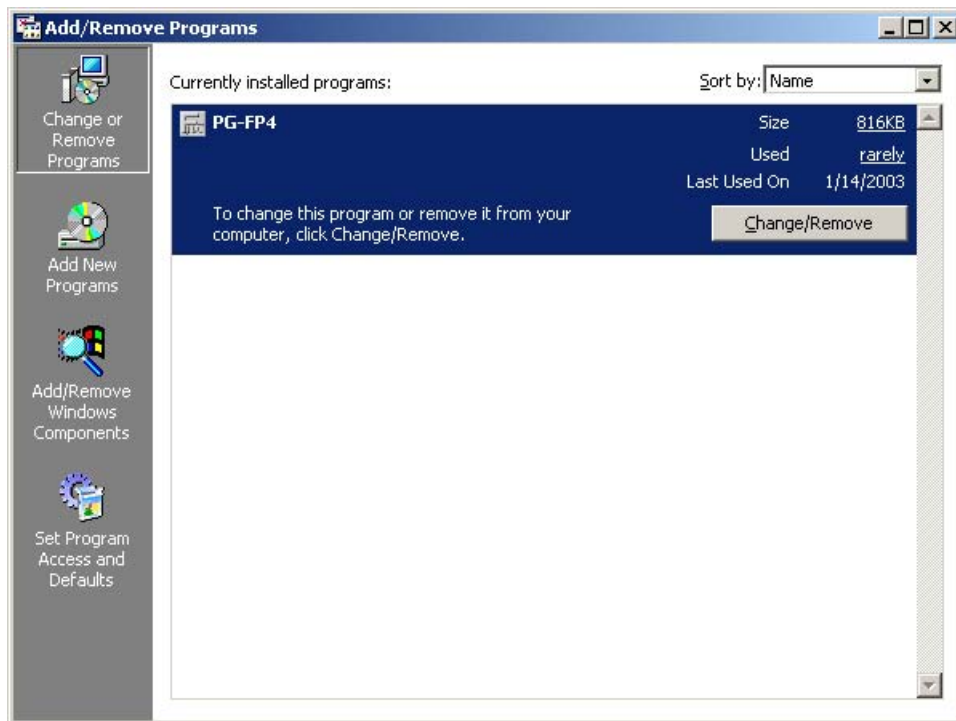 Add/Remove Programs
Change or
Remove
Programs
Add New
Programs
Add/Remove
Windows
Components
Set Program
Access and
Defaults
Currently installed programs:
Sort by: Name
PG-FP4
Size 816KB
Used rarely
Last Used On 1/14/2003
To change this program or remove it from your
computer, click Change/Remove.
Change/Remove